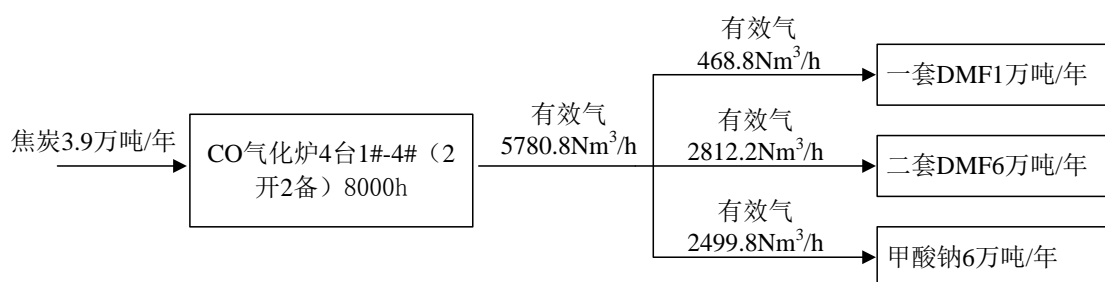 焦炭3.9万吨/年
CO气化炉4台1#-4#（2
开2备）8000h
有效气
5780.8Nm³/h
有效气
468.8Nm³/h
一套DMF1万吨/年
有效气
2812.2Nm³/h
二套DMF6万吨/年
有效气
2499.8Nm³/h
甲酸钠6万吨/年